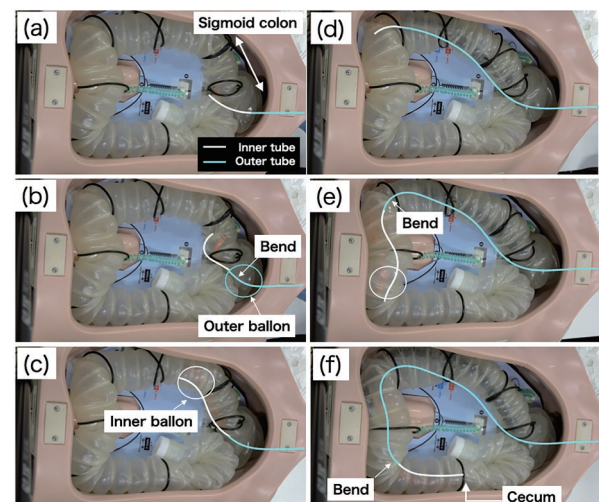 (a)
Sigmoid colon
Inner tube
Outer tube
(b)
Bend
Outer ballon
(c)
Inner ballon
(d)
(e)
Bend
(f)
Bend
Cecum